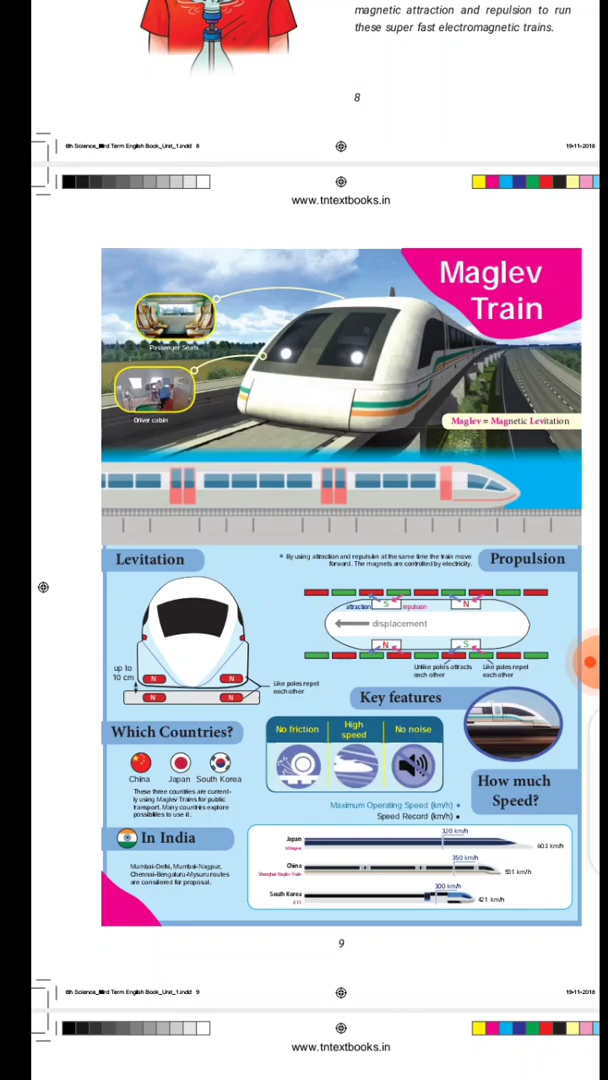 magnetic attraction and repulsion to run
these super fast electromagnetic trains.
8
19-11-2018
www.tntextbooks.in
Maglev
Train
Passenger Seats
Driver cabin
Maglev = Magnetic Levitation
Levitation
• By using attraction and repulsion at the same time the train move
forward. The magnets are controlled by electricity.
Propulsion
attraction
S
repulsion
N
displacement
N
S
Unlike poles attracts
each other
Like poles repel
each other
up to
10 cm
N
N
N
N
Like poles repel
each other
Key features
No friction
High
speed
No noise
Which Countries?
China
Japan
South Korea
These three countries are current-
ly using Maglev Trains for public
transport. Many countries explore
possibilites to use it.
How much
Speed?
Maximum Operating Speed (km/h) •
Speed Record (km/h) •
In India
Mumbai-Delhi, Mumbai-Nagpur,
Chennai-Bengaluru-Mysuru routes
are considered for proposal.
Japan
320 km/h
603 km/h
China
Shanghai Maglev Train
350 km/h
501 km/h
South Korea
300 km/h
421 km/h
9
19-11-2018
www.tntextbooks.in